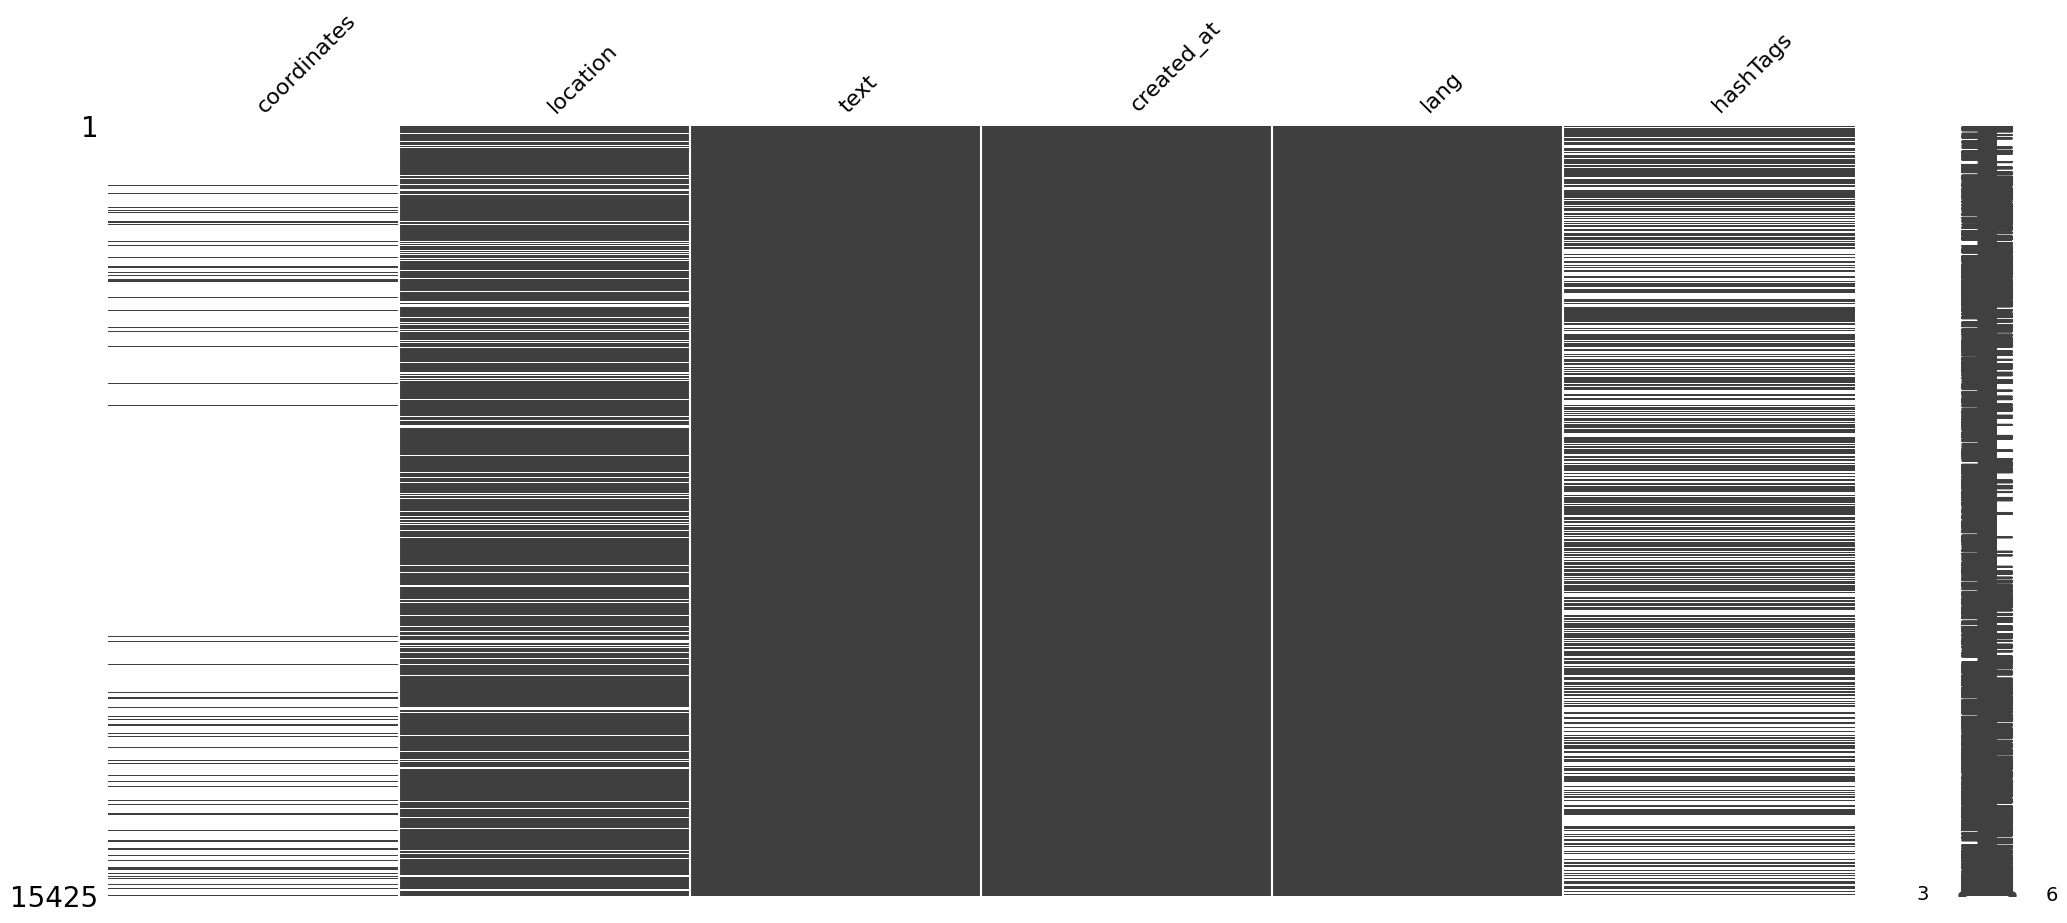 coordinates
location
text
created_at
lang
hashTags
1
15425
3
6